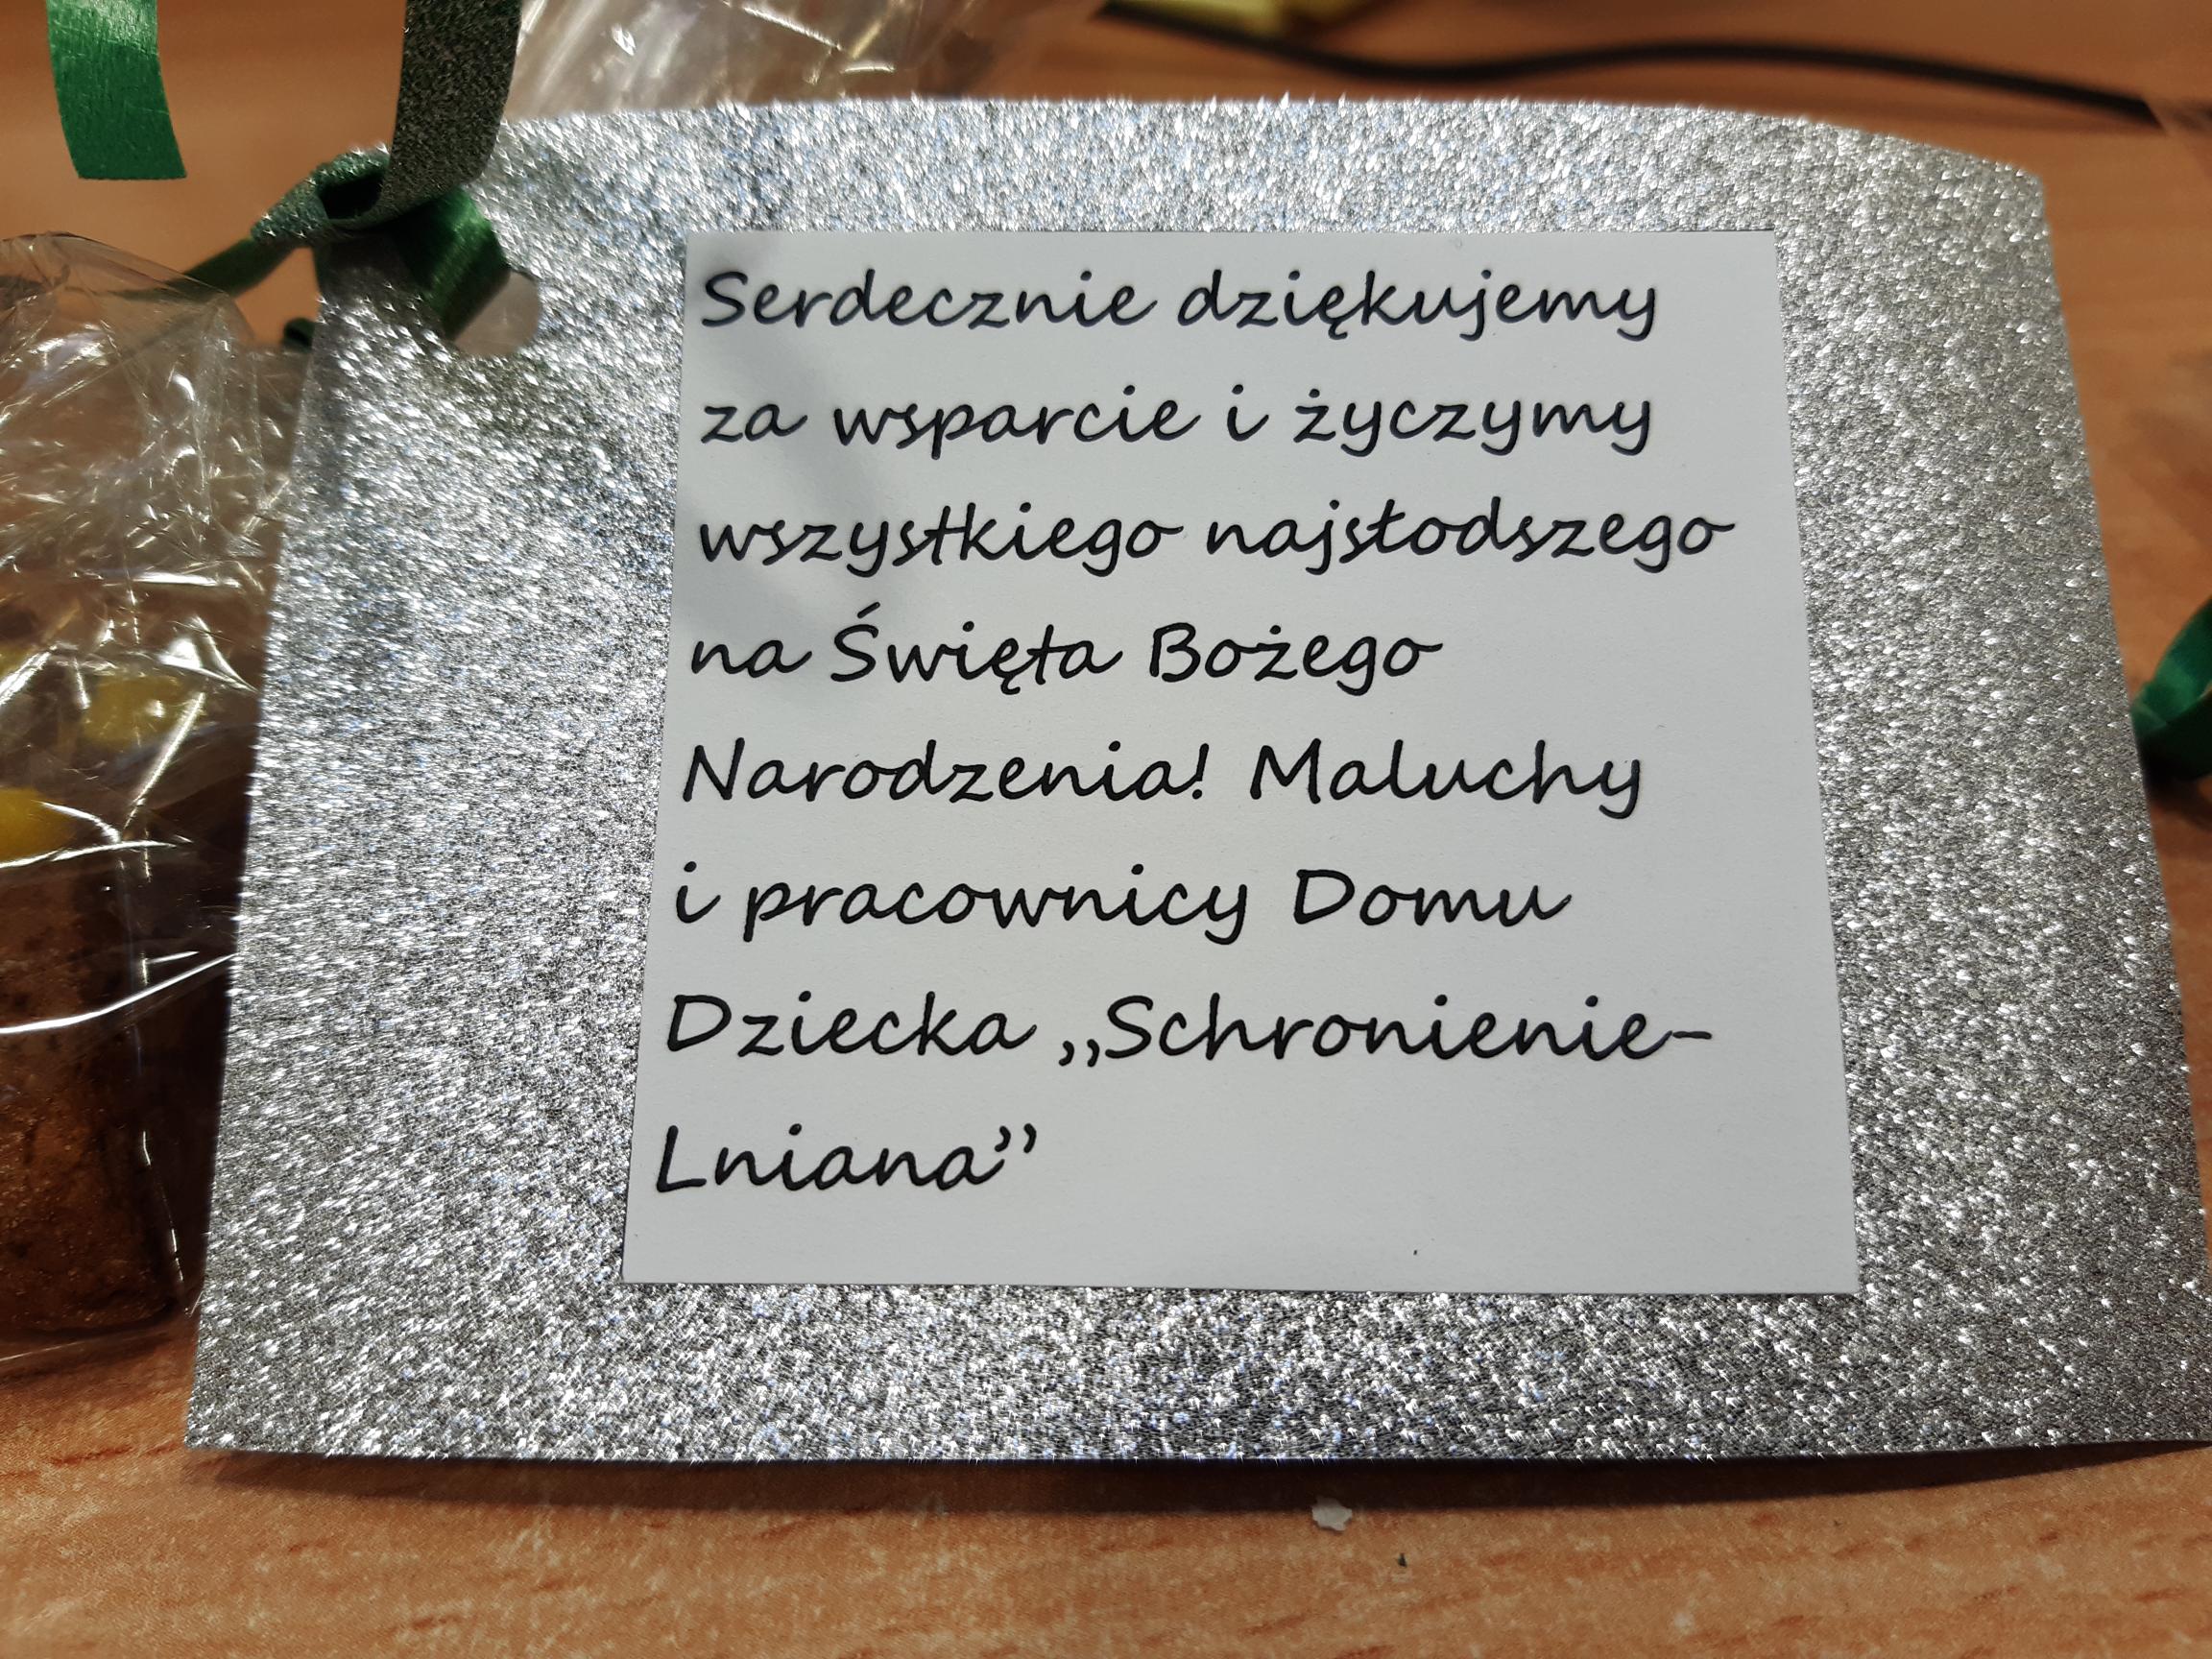 Serdecznie dziękujemy
za wsparcie i życzymy
wszystkiego najsłodszego
na Święta Bożego
Narodzenia! Maluchy
i pracownicy Domu
Dziecka „Schronienie-
Lniana”